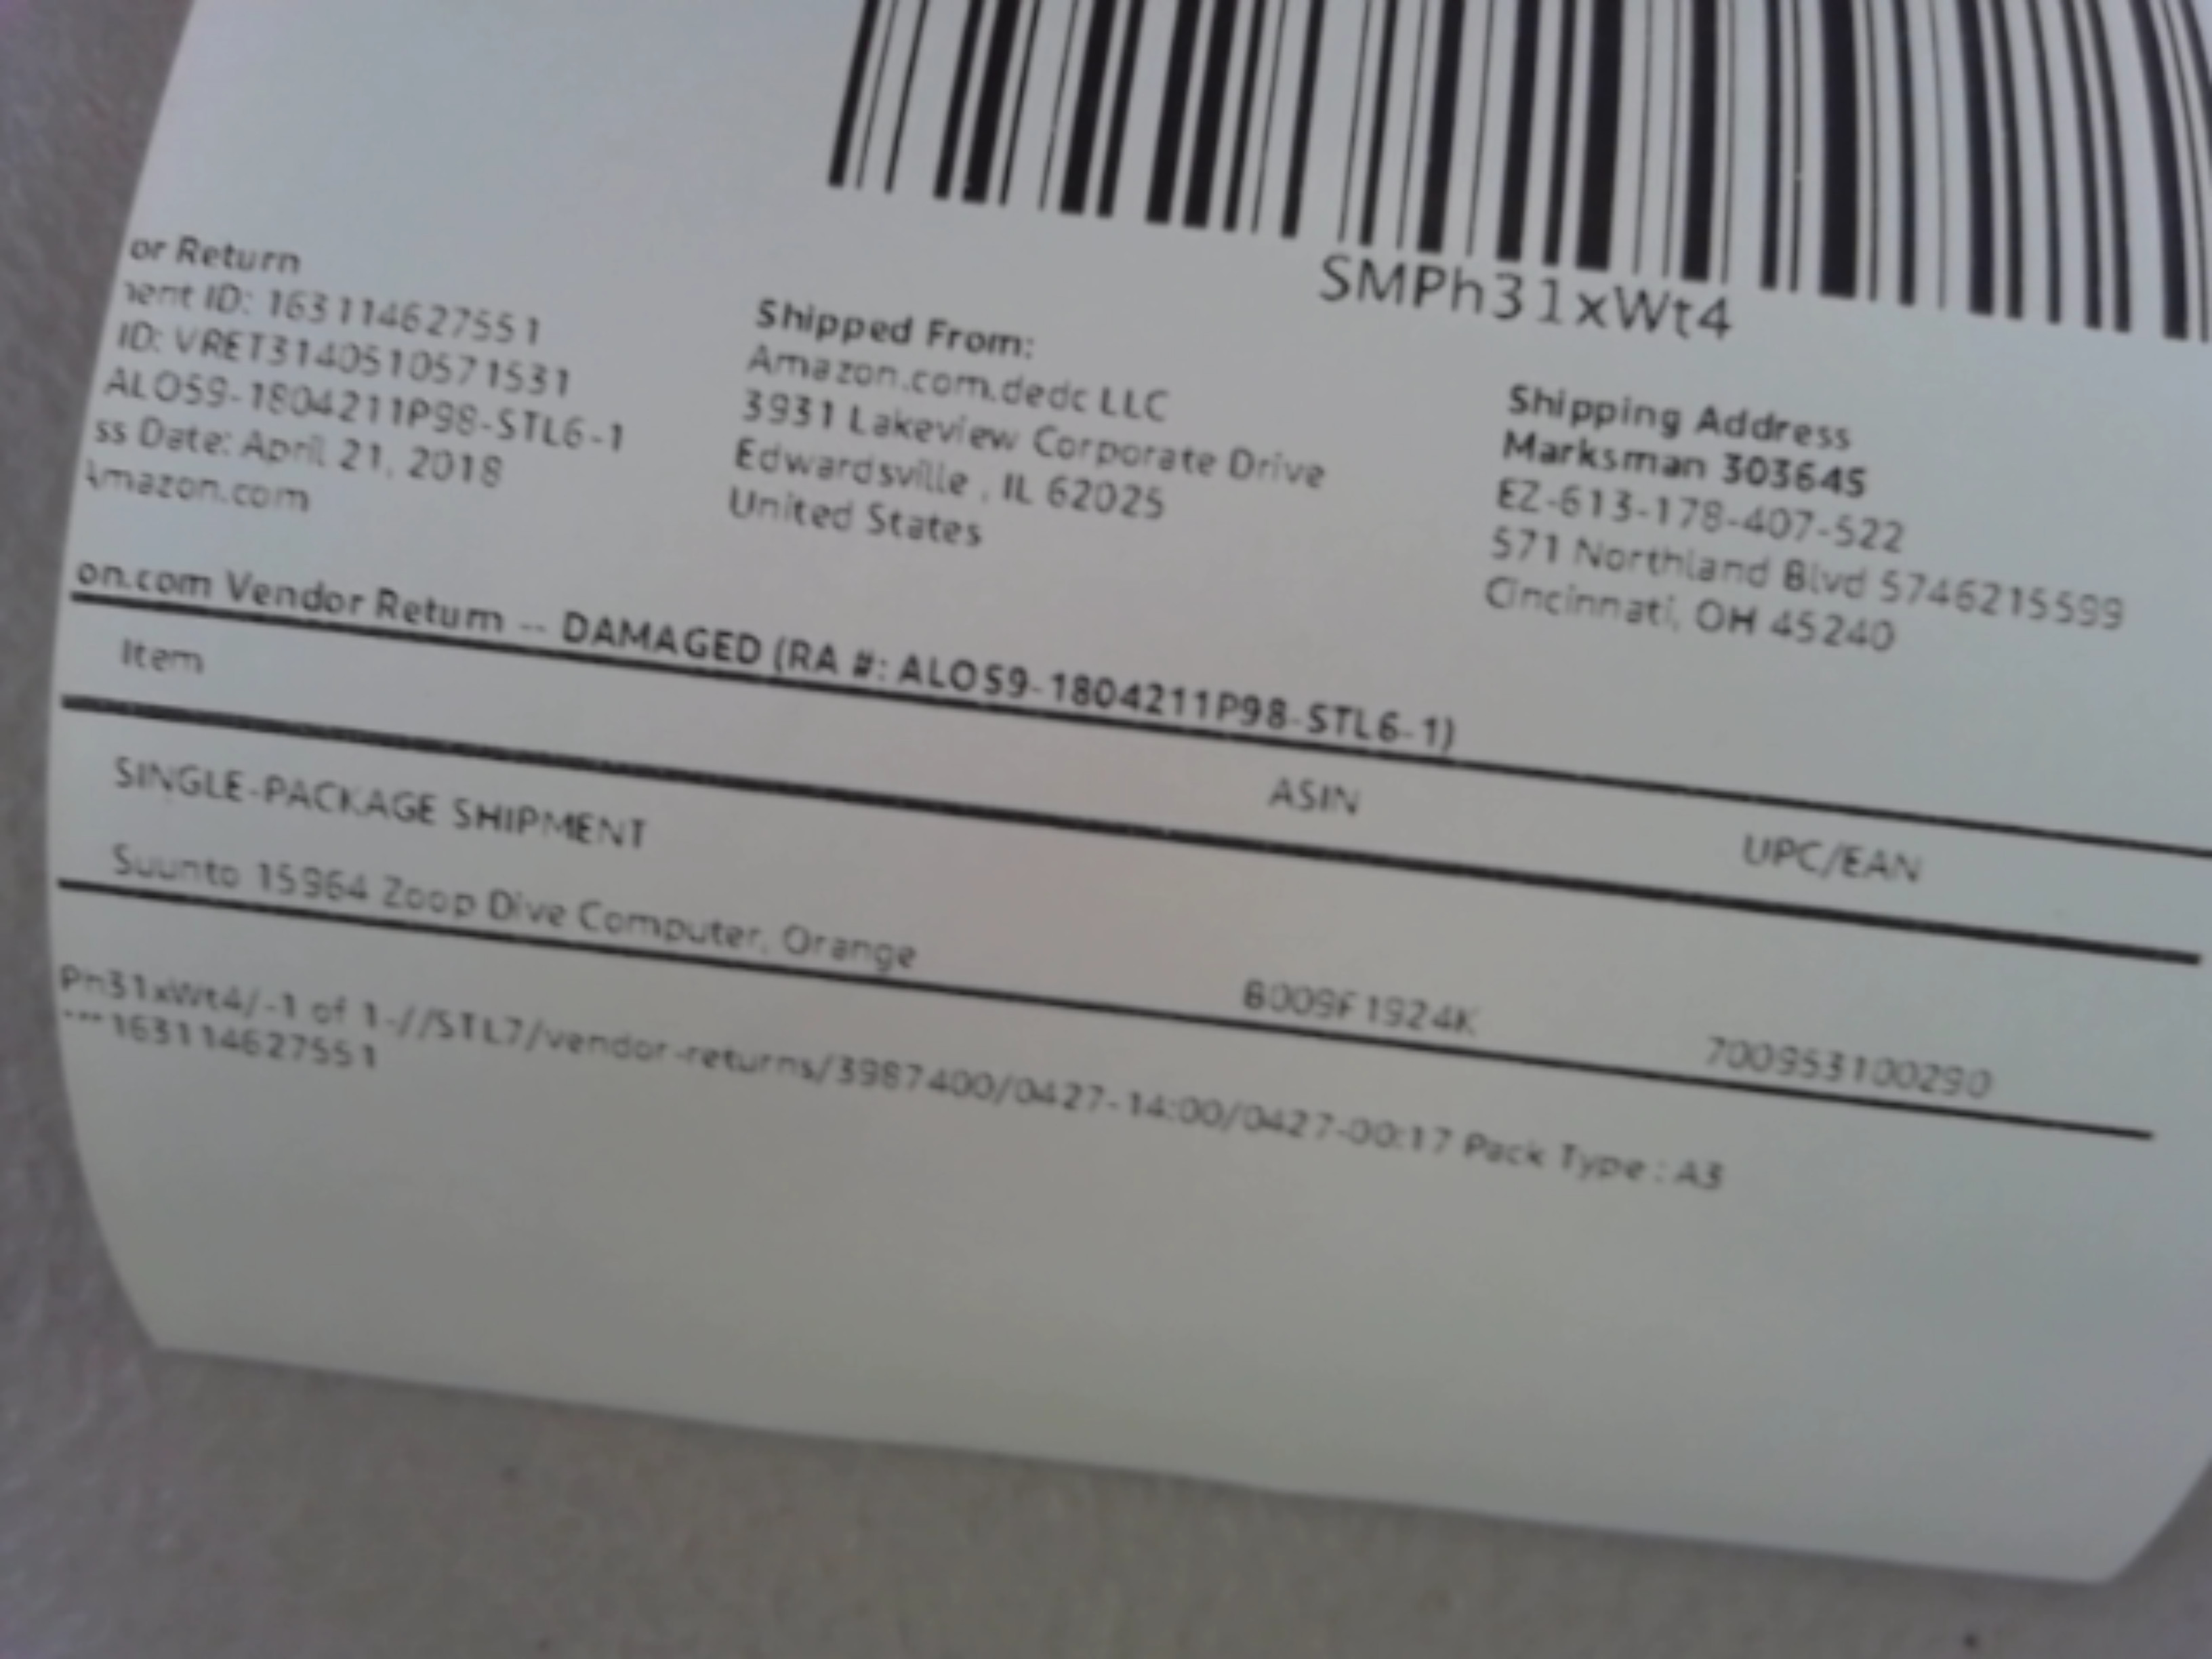 SMPh31xWt4
or Return
ment ID: 163114627551
ID: VRET3140510571531
ALO59-1804211P98-STL6-1
ss Date: April 21, 2018
Amazon.com
Shipped From:
Amazon.com.dedc LLC
3931 Lakeview Corporate Drive
Edwardsville , IL 62025
United States
Shipping Address
Marksman 303645
EZ-613-178-407-522
571 Northland Blvd 5746215599
Cincinnati, OH 45240
on.com Vendor Return -- DAMAGED (RA #: ALO59-1804211P98-STL6-1)
Item ASIN UPC/EAN
SINGLE-PACKAGE SHIPMENT
Suunto 15964 Zoop Dive Computer, Orange B009F1924K 700953100290
Ph31xWt4/-1 of 1-//STL7/vendor-returns/3987400/0427-14:00/0427-00:17 Pack Type : A3
---163114627551